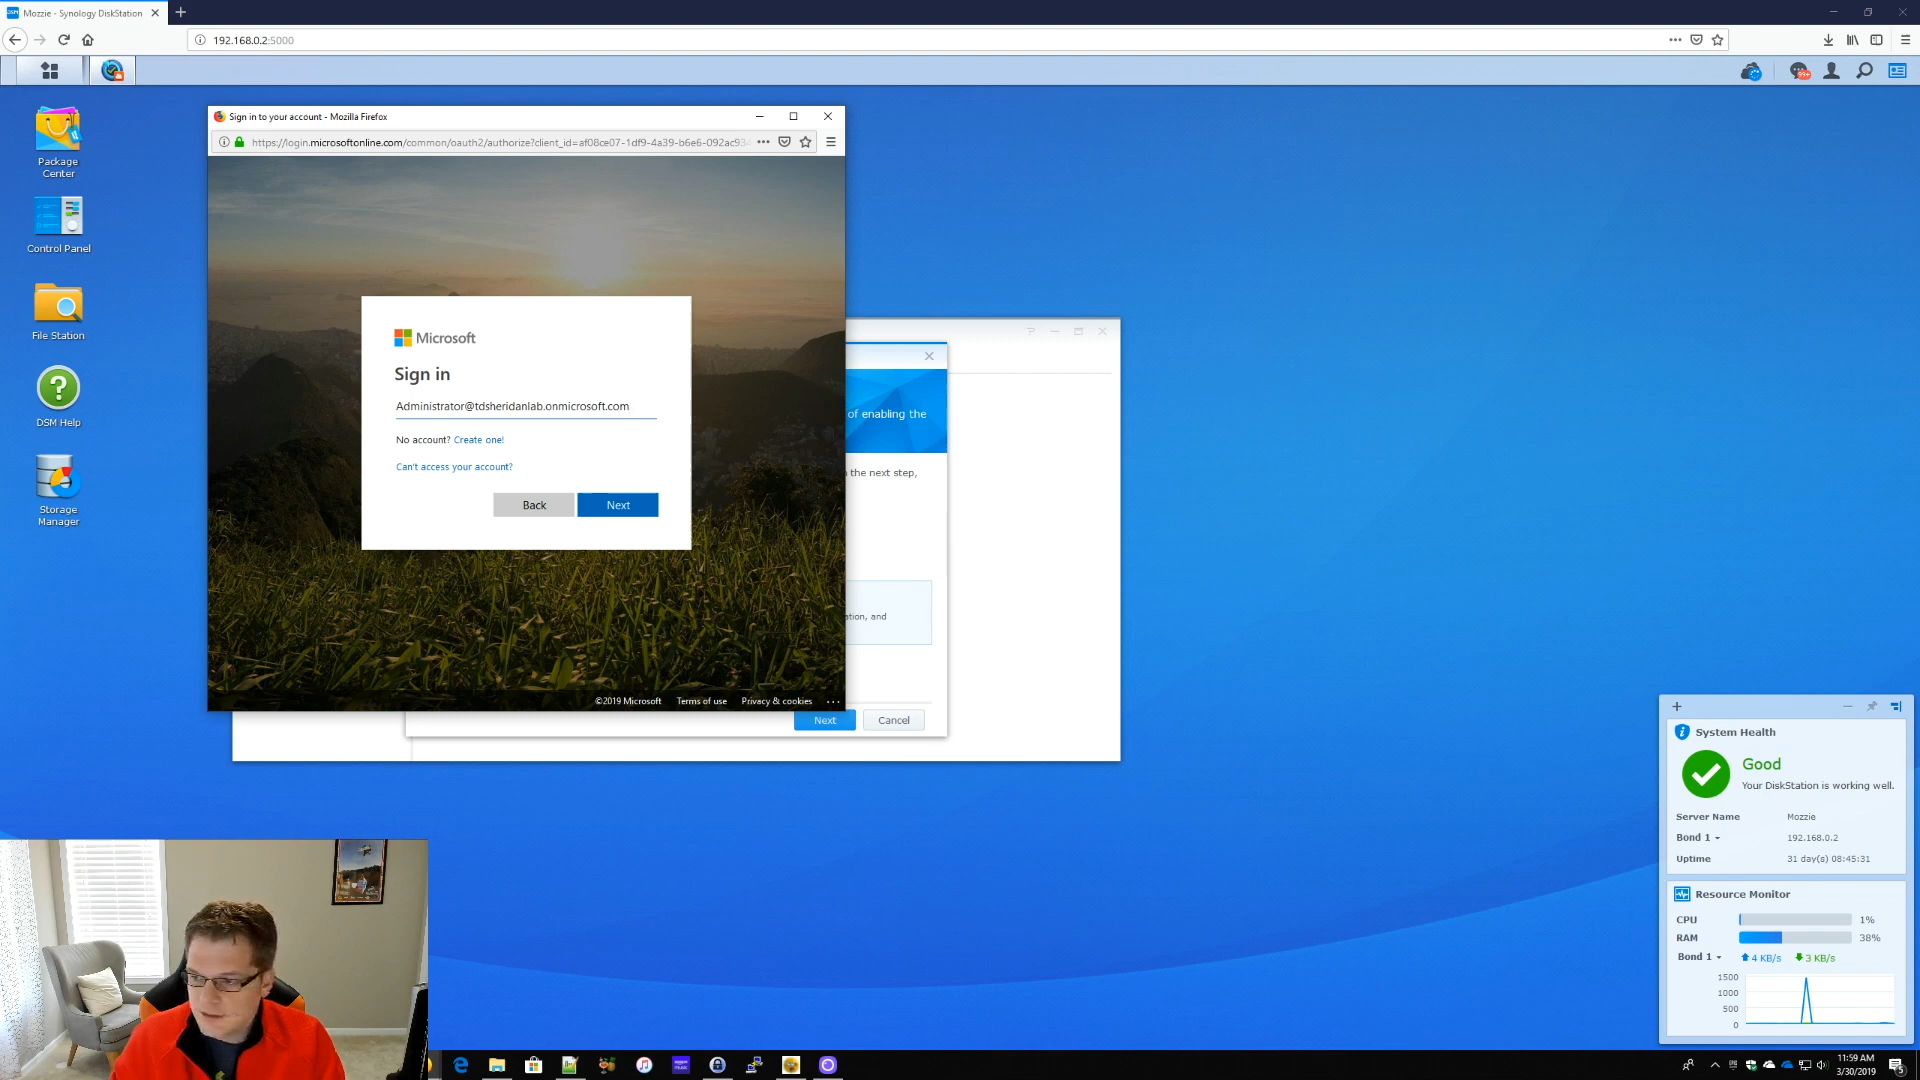 Mozzie - Synology DiskStation
192.168.0.2:5000
99+
Package
Center
Control Panel
File Station
DSM Help
Storage
Manager
Sign in to your account - Mozilla Firefox
https://login.microsoftonline.com/common/oauth2/authorize?client_id=af08ce07-1df9-4a39-b6e6-092ac934
Microsoft
Sign in
Administrator@tdsheridanlab.onmicrosoft.com
No account? Create one!
Can't access your account?
Back
Next
©2019 Microsoft
Terms of use
Privacy & cookies
of enabling the
the next step,
ation, and
Next
Cancel
System Health
Good
Your DiskStation is working well.
Server Name
Mozzie
Bond 1
192.168.0.2
Uptime
31 day(s) 08:45:31
Resource Monitor
CPU
1%
RAM
38%
Bond 1
4 KB/s
3 KB/s
1500
1000
500
0
11:59 AM
3/30/2019
5